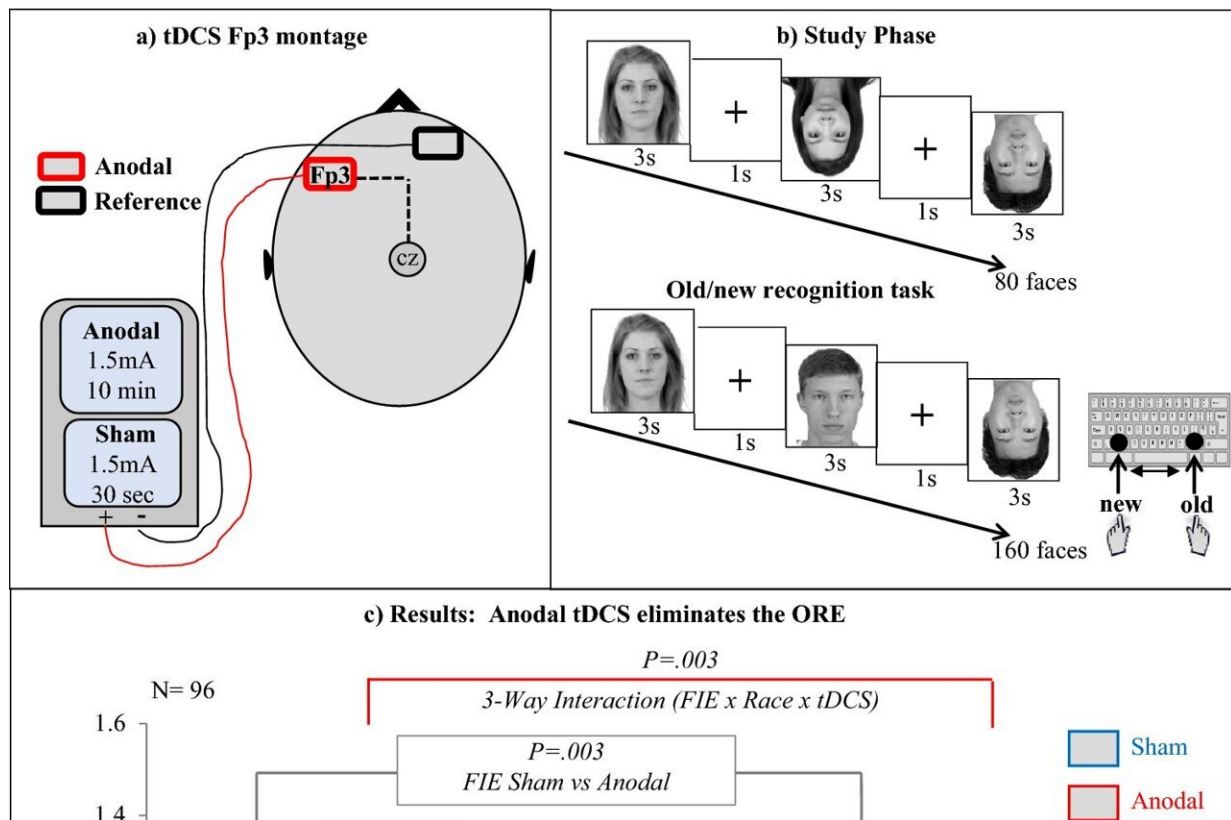 a) tDCS Fp3 montage
Anodal
Reference
Fp3
cz
Anodal
1.5mA
10 min
Sham
1.5mA
30 sec
+ -
b) Study Phase
+
+
3s
1s
3s
1s
3s
80 faces
Old/new recognition task
+
+
3s
1s
3s
1s
3s
160 faces
new
old
c) Results: Anodal tDCS eliminates the ORE
P=.003
N= 96
3-Way Interaction (FIE x Race x tDCS)
1.6
P=.003
FIE Sham vs Anodal
Sham
Anodal
1.4